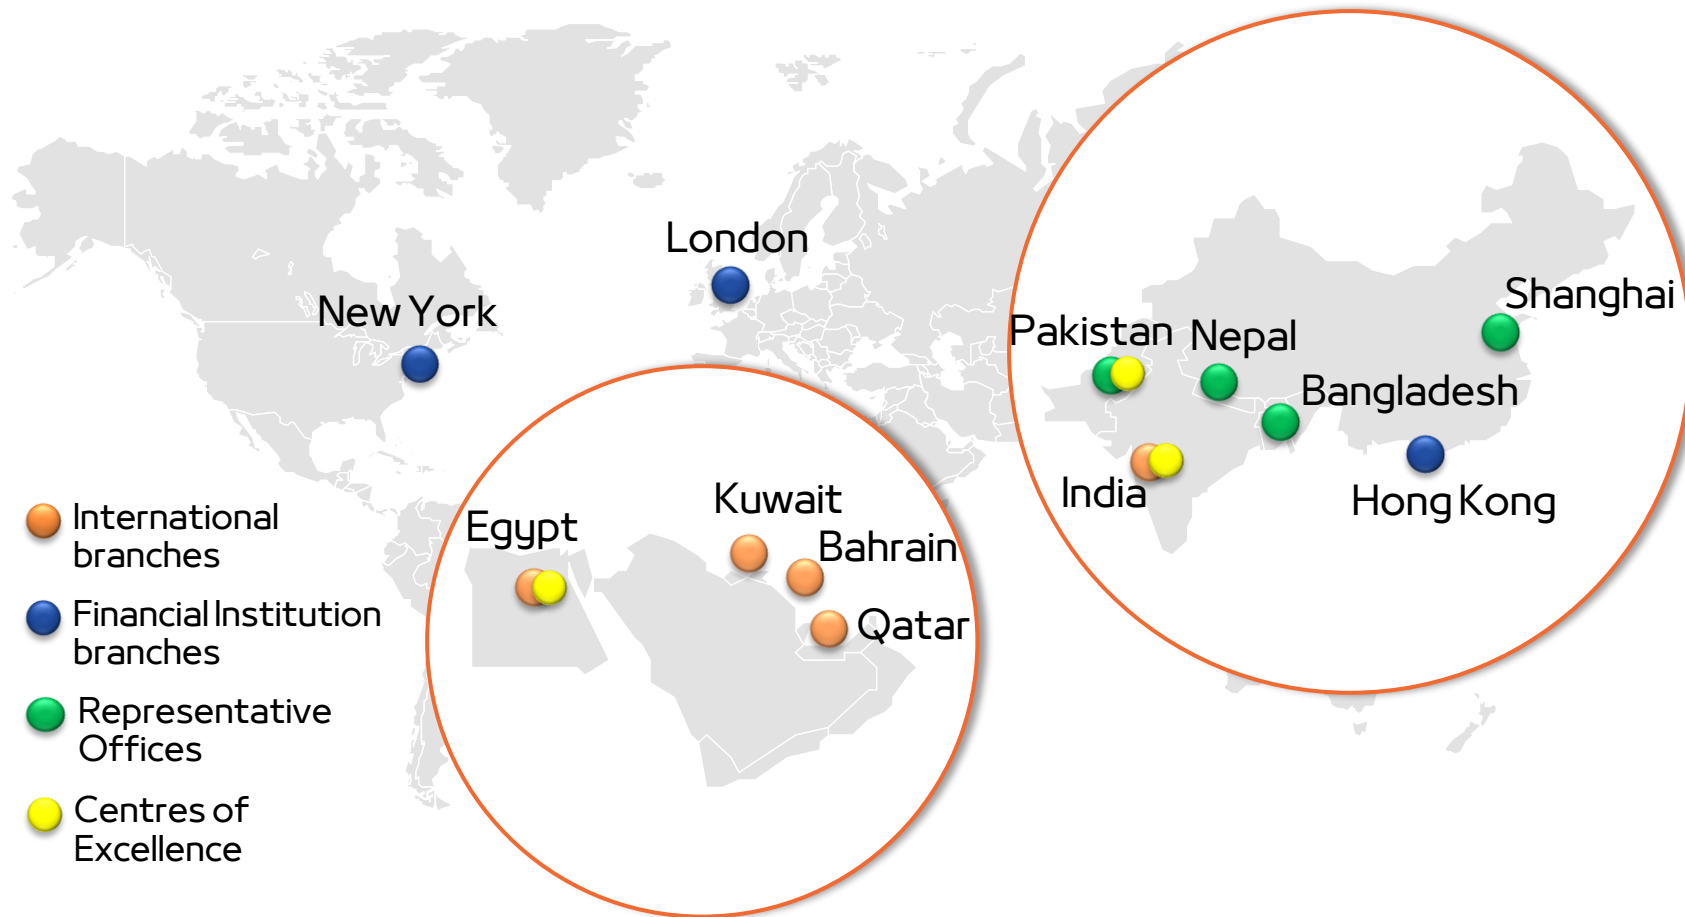 London
New York
Shanghai
Pakistan
Nepal
Bangladesh
India
Hong Kong
Kuwait
Egypt
Bahrain
Qatar
International
branches
Financial Institution
branches
Representative
Offices
Centres of
Excellence